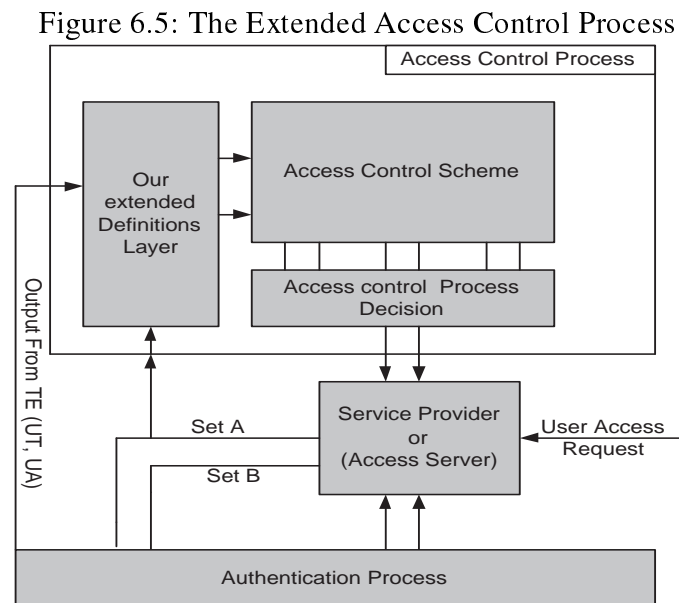 Figure 6.5: The Extended Access Control Process
Access Control Process
Our
extended
Definitions
Layer
Access Control Scheme
Access control Process
Decision
Output From TE (UT, UA)
Set A
Set B
Service Provider
or
(Access Server)
User Access
Request
Authentication Process